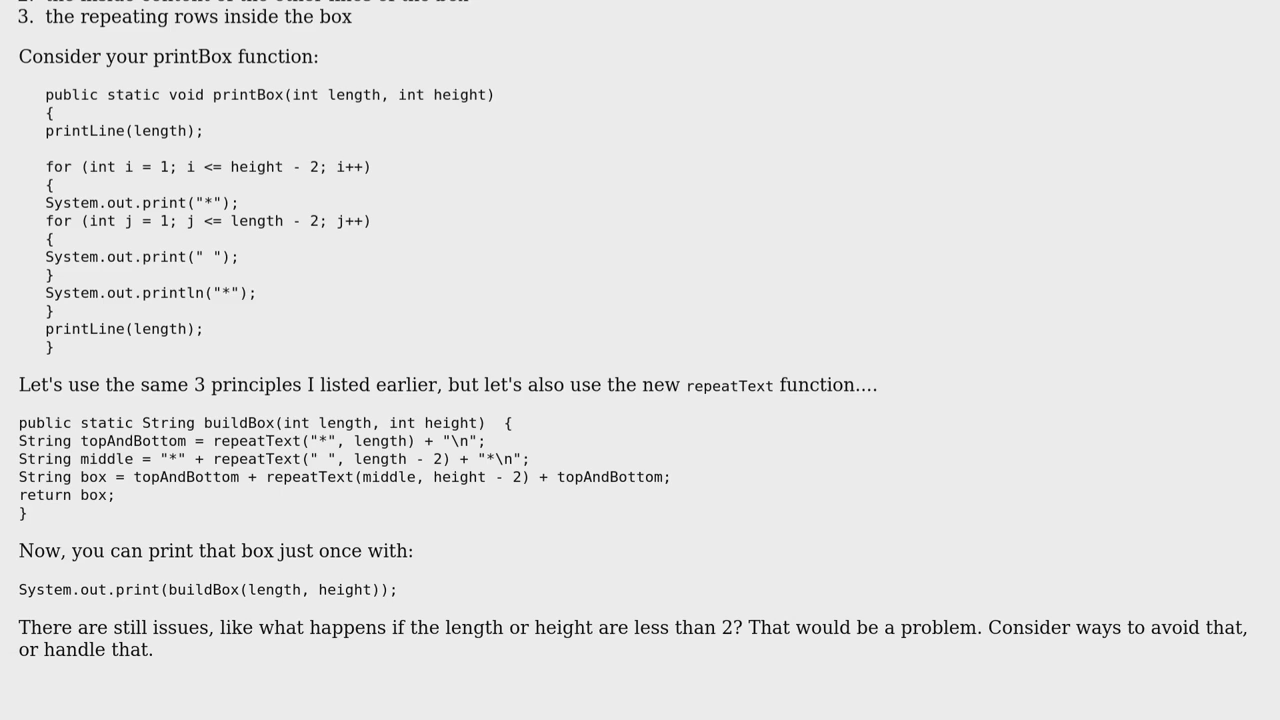 3. the repeating rows inside the box
Consider your printBox function:
public static void printBox(int length, int height)
{
printLine(length);
for (int i = 1; i <= height - 2; i++)
{
System.out.print("*");
for (int j = 1; j <= length - 2; j++)
{
System.out.print(" ");
}
System.out.println("*");
}
printLine(length);
}
Let's use the same 3 principles I listed earlier, but let's also use the new repeatText function....
public static String buildBox(int length, int height)  {
String topAndBottom = repeatText("*", length) + "\n";
String middle = "*" + repeatText(" ", length - 2) + "*\n";
String box = topAndBottom + repeatText(middle, height - 2) + topAndBottom;
return box;
}
Now, you can print that box just once with:
System.out.print(buildBox(length, height));
There are still issues, like what happens if the length or height are less than 2? That would be a problem. Consider ways to avoid that,
or handle that.